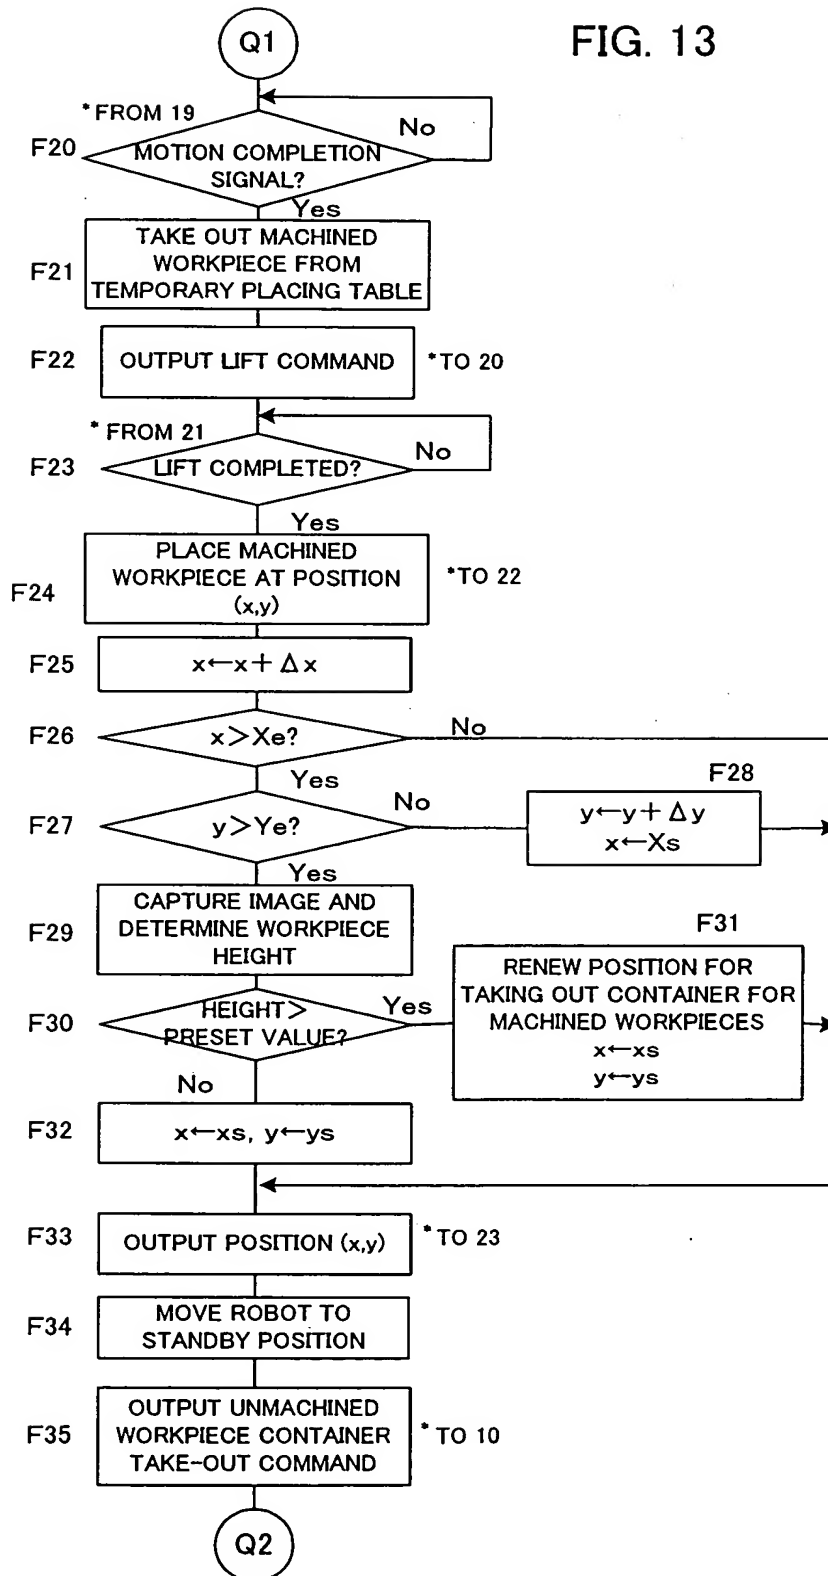 Q1
FIG. 13
*FROM 19
No
F20
MOTION COMPLETION
SIGNAL?
Yes
F21
TAKE OUT MACHINED
WORKPIECE FROM
TEMPORARY PLACING TABLE
F22
OUTPUT LIFT COMMAND
*TO 20
*FROM 21
F23
LIFT COMPLETED?
No
Yes
F24
PLACE MACHINED
WORKPIECE AT POSITION
(x,y)
*TO 22
F25
x←x+Δx
F26
x>Xe?
No
Yes
F27
y>Ye?
No
F28
y←y+Δy
x←Xs
Yes
F29
CAPTURE IMAGE AND
DETERMINE WORKPIECE
HEIGHT
F30
HEIGHT>
PRESET VALUE?
Yes
F31
RENEW POSITION FOR
TAKING OUT CONTAINER FOR
MACHINED WORKPIECES
x←xs
y←ys
No
F32
x←xs, y←ys
F33
OUTPUT POSITION (x,y)
*TO 23
F34
MOVE ROBOT TO
STANDBY POSITION
F35
OUTPUT UNMACHINED
WORKPIECE CONTAINER
TAKE-OUT COMMAND
*TO 10
Q2